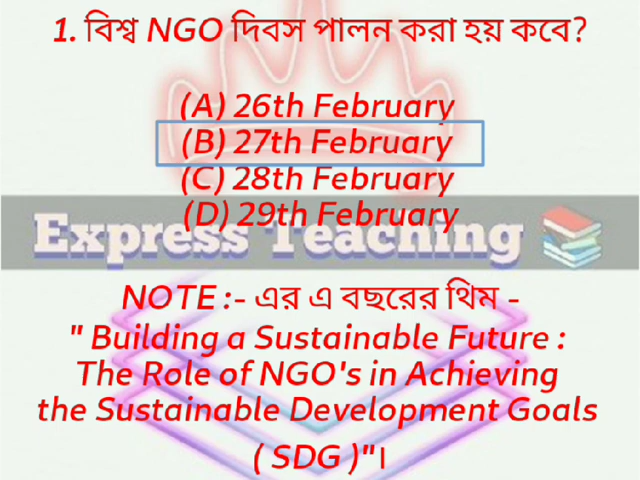 1. বিশ্ব NGO দিবস পালন করা হয় কবে?
(A) 26th February
(B) 27th February
(C) 28th February
(D) 29th February
Express Teaching
NOTE :- এর এ বছরের থিম -
" Building a Sustainable Future :
The Role of NGO's in Achieving
the Sustainable Development Goals
( SDG )"।